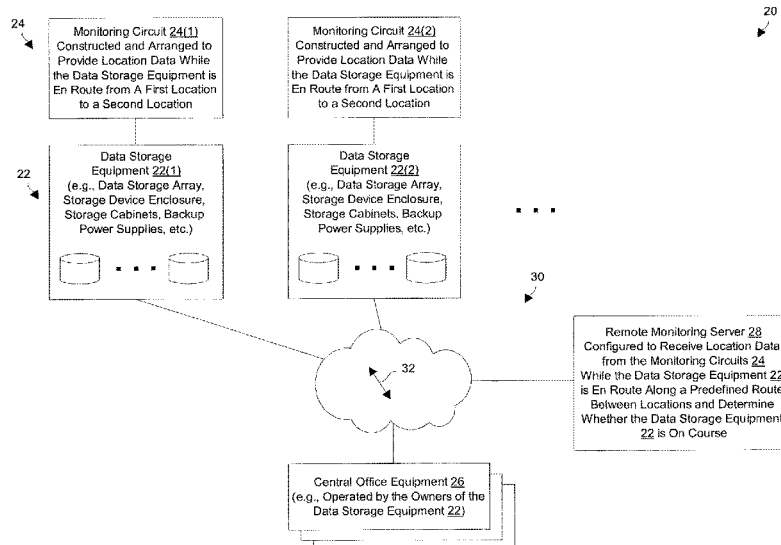 24
Monitoring Circuit 24(1)
Constructed and Arranged to
Provide Location Data While
the Data Storage Equipment is
En Route from A First Location
to a Second Location
Monitoring Circuit 24(2)
Constructed and Arranged to
Provide Location Data While
the Data Storage Equipment is
En Route from A First Location
to a Second Location
20
22
Data Storage
Equipment 22(1)
(e.g., Data Storage Array,
Storage Device Enclosure,
Storage Cabinets, Backup
Power Supplies, etc.)
Data Storage
Equipment 22(2)
(e.g., Data Storage Array,
Storage Device Enclosure,
Storage Cabinets, Backup
Power Supplies, etc.)
30
32
Remote Monitoring Server 28
Configured to Receive Location Data
from the Monitoring Circuits 24
While the Data Storage Equipment 22
is En Route Along a Predefined Route
Between Locations and Determine
Whether the Data Storage Equipment
22 is On Course
Central Office Equipment 26
(e.g., Operated by the Owners of the
Data Storage Equipment 22)